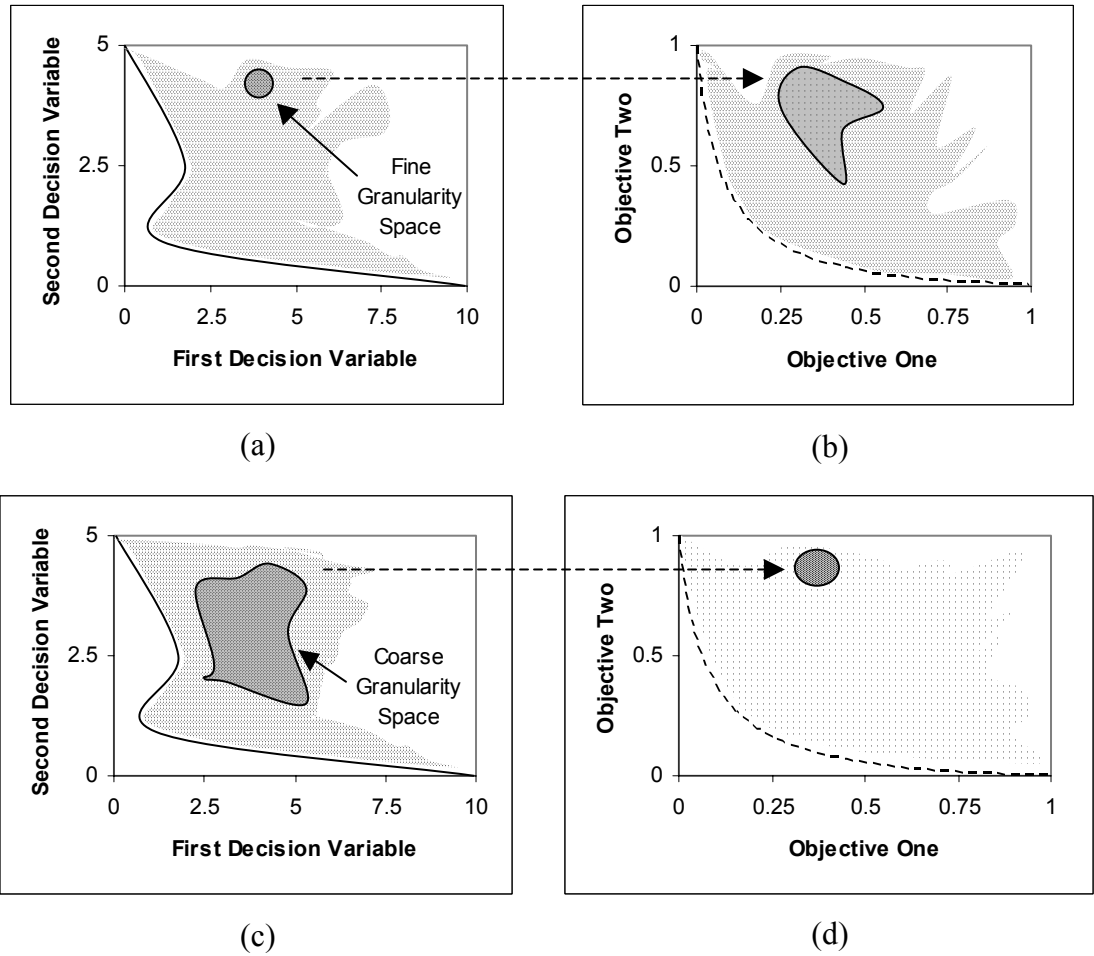 5
2.5
0
0 2.5 5 7.5 10
Second Decision Variable
First Decision Variable
Fine
Granularity
Space
(a)
1
0.5
0
0 0.25 0.5 0.75 1
Objective Two
Objective One
(b)
5
2.5
0
0 2.5 5 7.5 10
Second Decision Variable
First Decision Variable
Coarse
Granularity
Space
(c)
1
0.5
0
0 0.25 0.5 0.75 1
Objective Two
Objective One
(d)